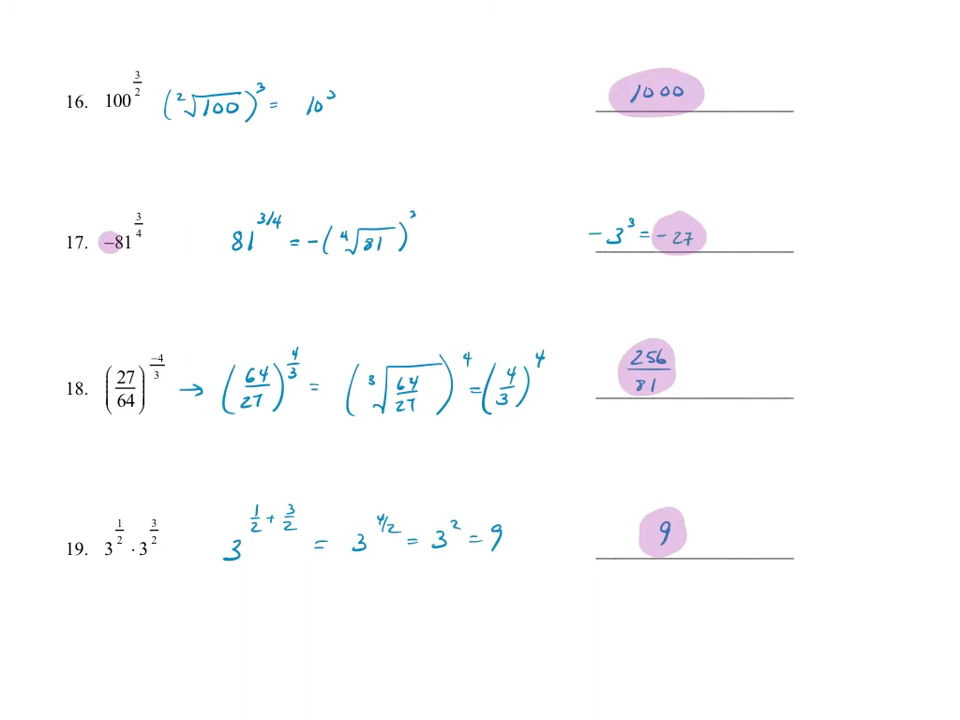 16. 100^(3/2) (²√100)³ = 10³ 1000
17. –81^(3/4) 81^(3/4) = -(⁴√81)³ -3³ = -27
18. (27/64)^(–4/3) → (64/27)^(4/3) = (³√(64/27))⁴ = (4/3)⁴ 256/81
19. 3^(1/2) · 3^(3/2) 3^(1/2 + 3/2) = 3^(4/2) = 3² = 9 9